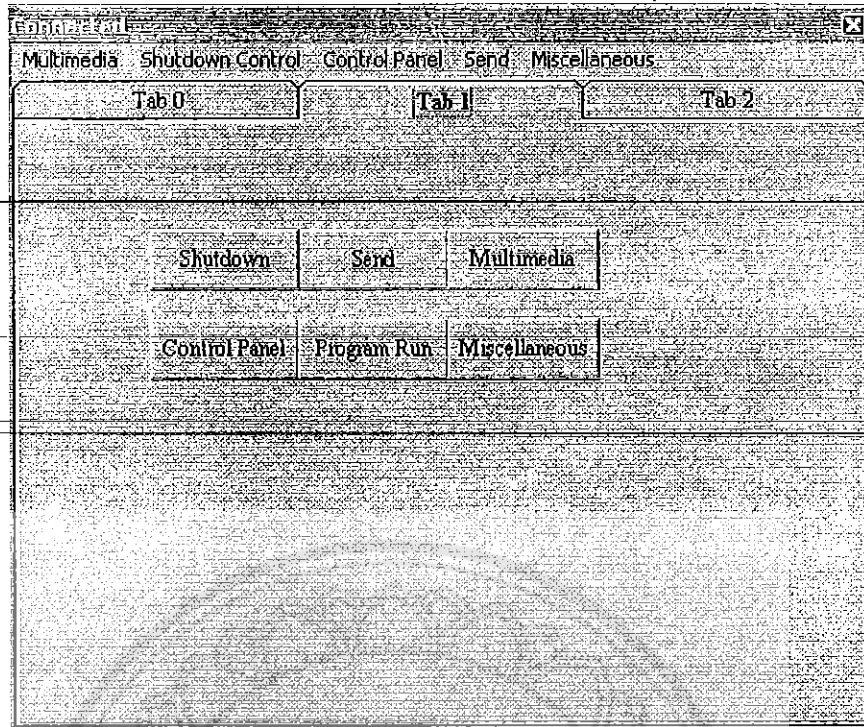 Multimedia Shutdown Control Control Panel Send Miscellaneous
Tab 0 Tab 1 Tab 2
Shutdown Send Multimedia
Control Panel Program Run Miscellaneous